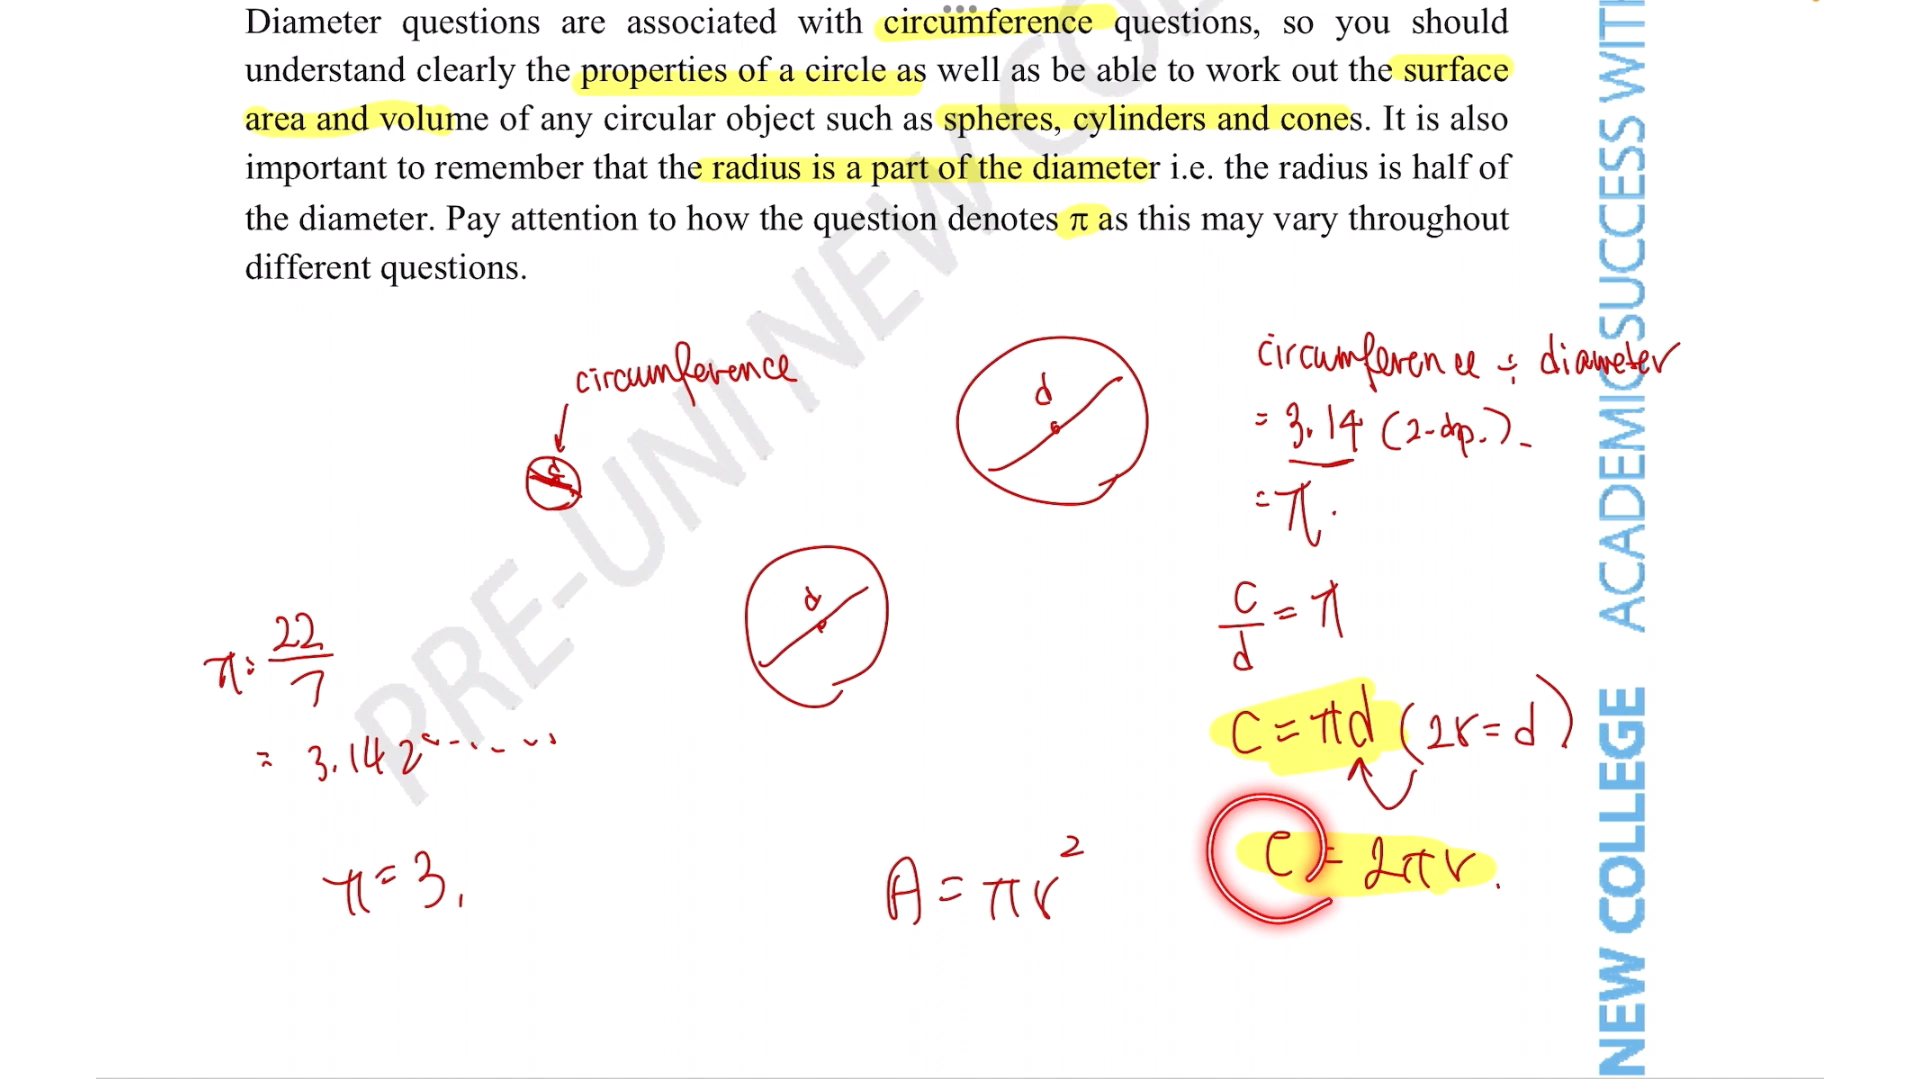 Diameter questions are associated with circumference questions, so you should
understand clearly the properties of a circle as well as be able to work out the surface
area and volume of any circular object such as spheres, cylinders and cones. It is also
important to remember that the radius is a part of the diameter i.e. the radius is half of
the diameter. Pay attention to how the question denotes π as this may vary throughout
different questions.
circumference
d
d
d
circumference ÷ diameter
= 3.14 (2-dp.)
= π.
c/d = π
C = πd (2r = d)
C = 2πr.
π = 22/7
= 3.142.....
π = 3.
A = πr²
PRE-UNI NEW COL
NEW COLLEGE ACADEMIC SUCCESS WITH